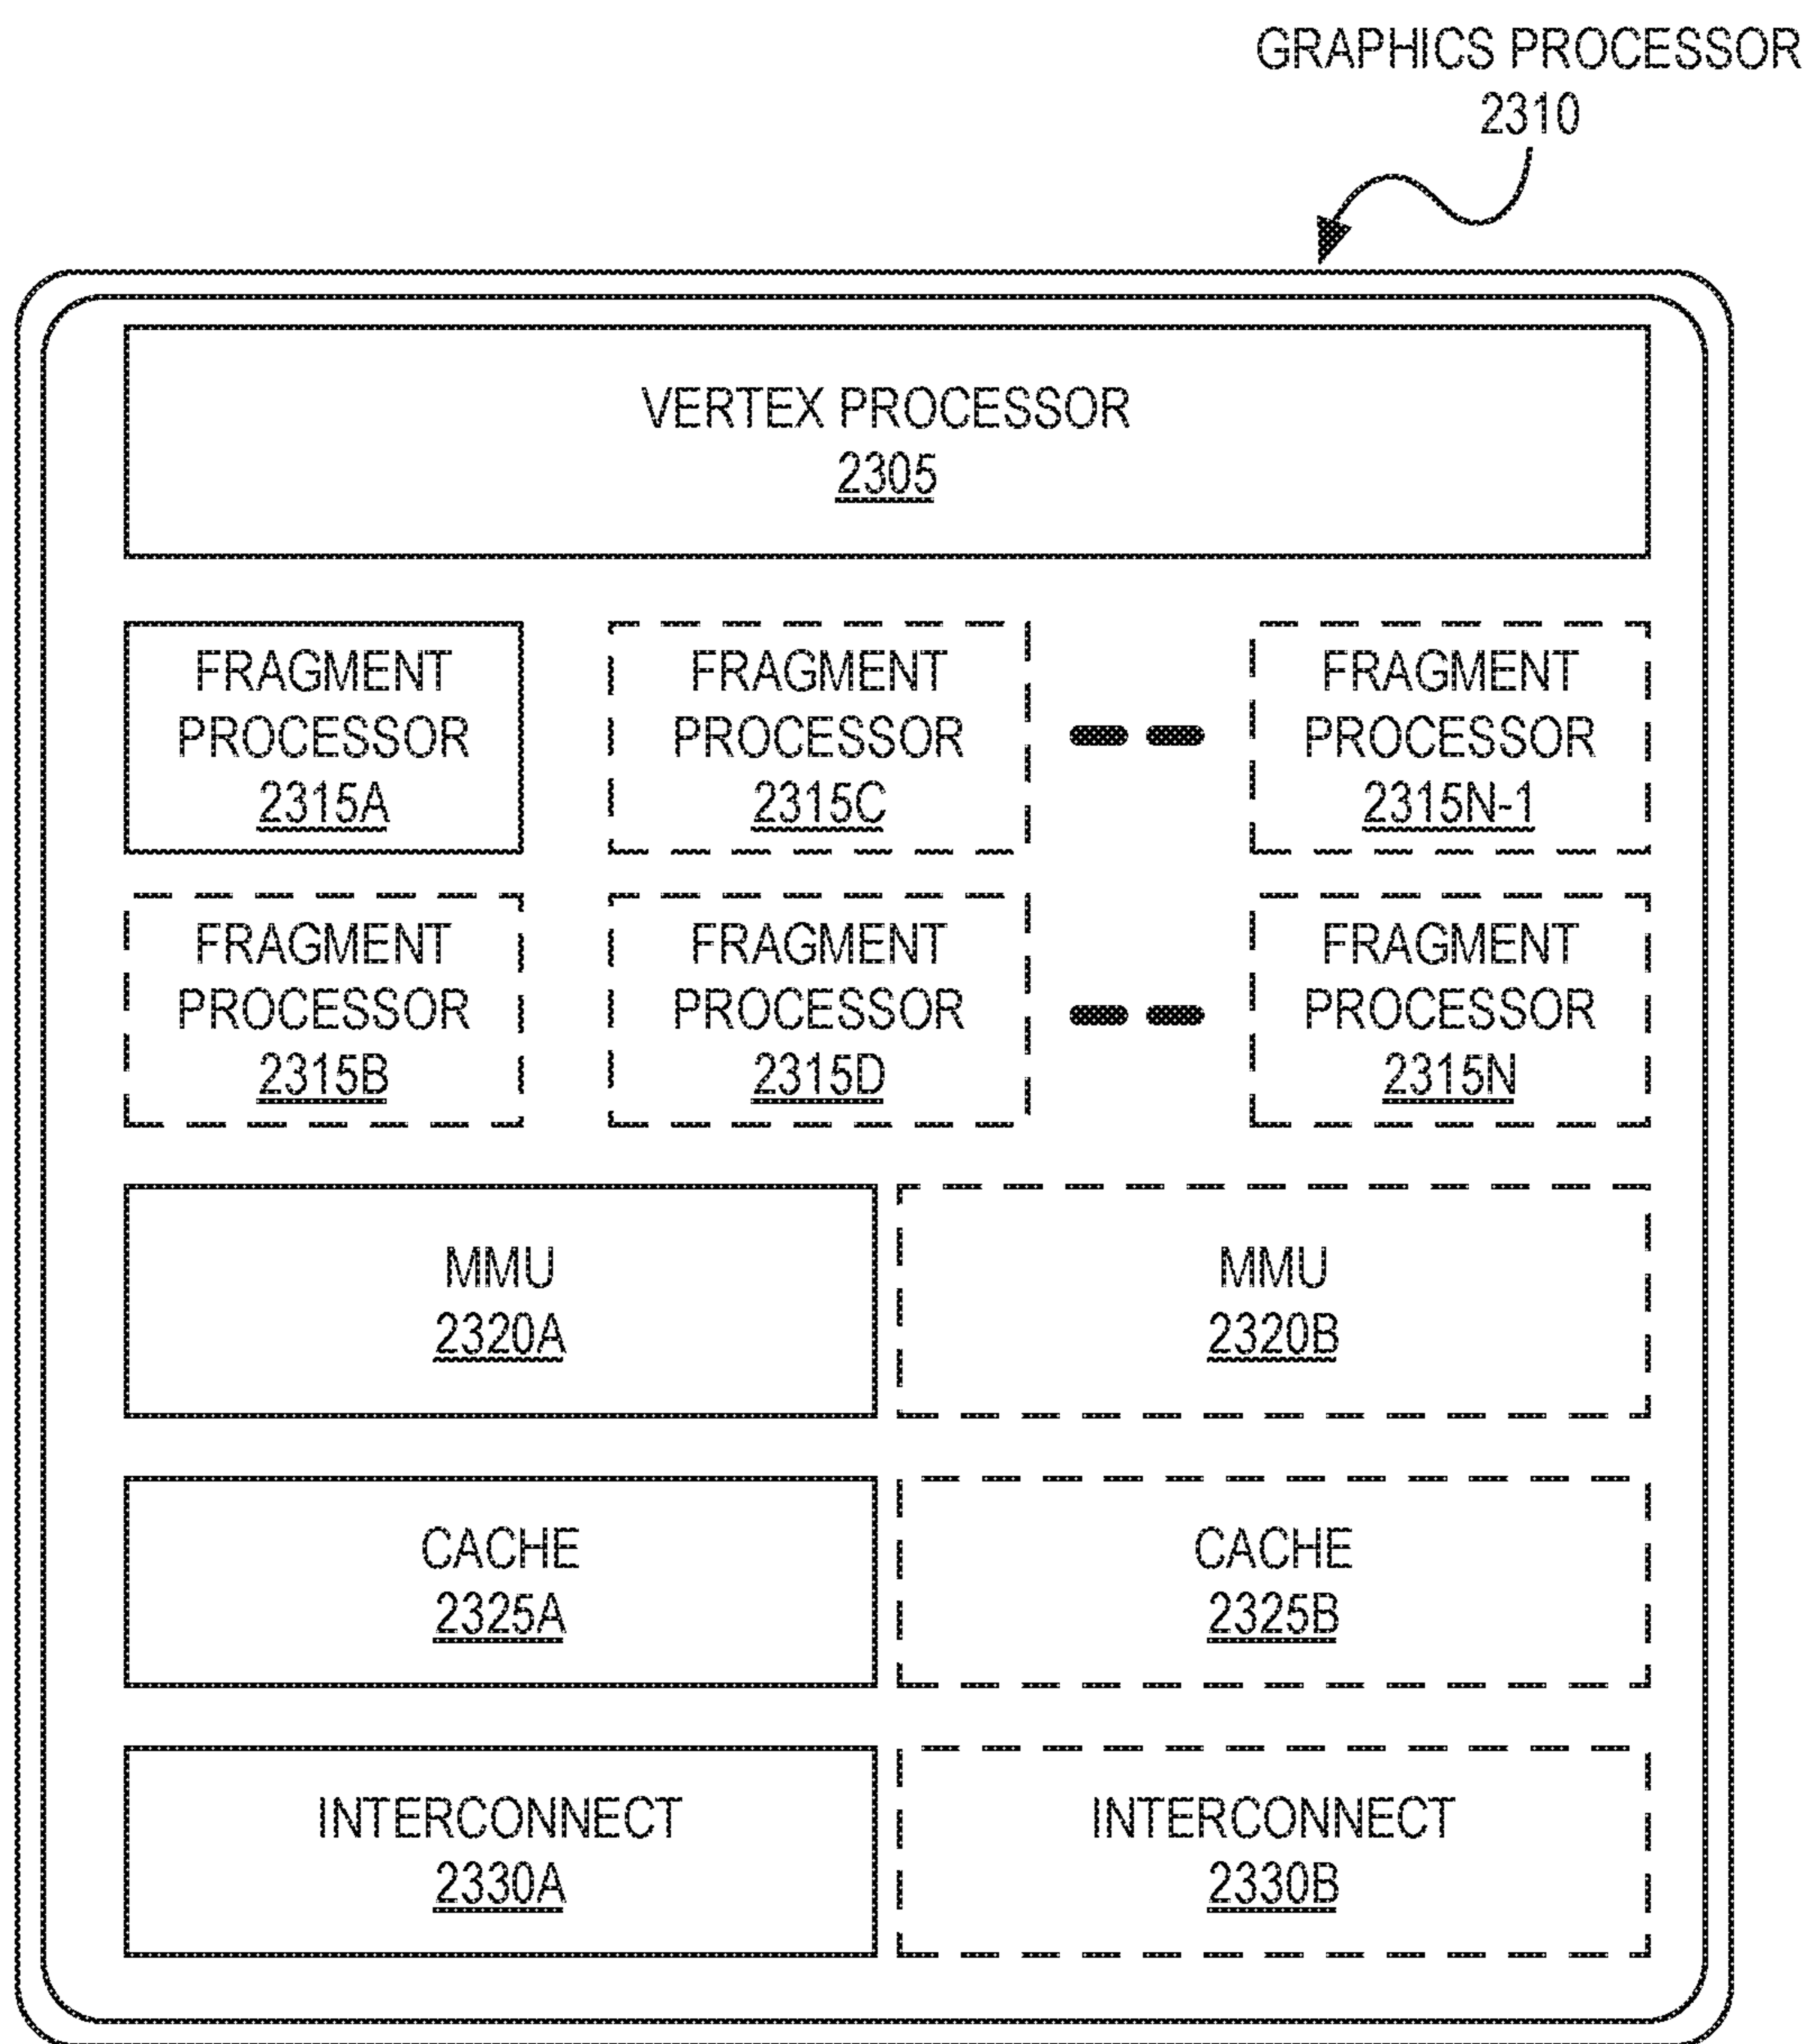 GRAPHICS PROCESSOR
2310
VERTEX PROCESSOR
2305
FRAGMENT
PROCESSOR
2315A
FRAGMENT
PROCESSOR
2315C
FRAGMENT
PROCESSOR
2315N-1
FRAGMENT
PROCESSOR
2315B
FRAGMENT
PROCESSOR
2315D
FRAGMENT
PROCESSOR
2315N
MMU
2320A
MMU
2320B
CACHE
2325A
CACHE
2325B
INTERCONNECT
2330A
INTERCONNECT
2330B